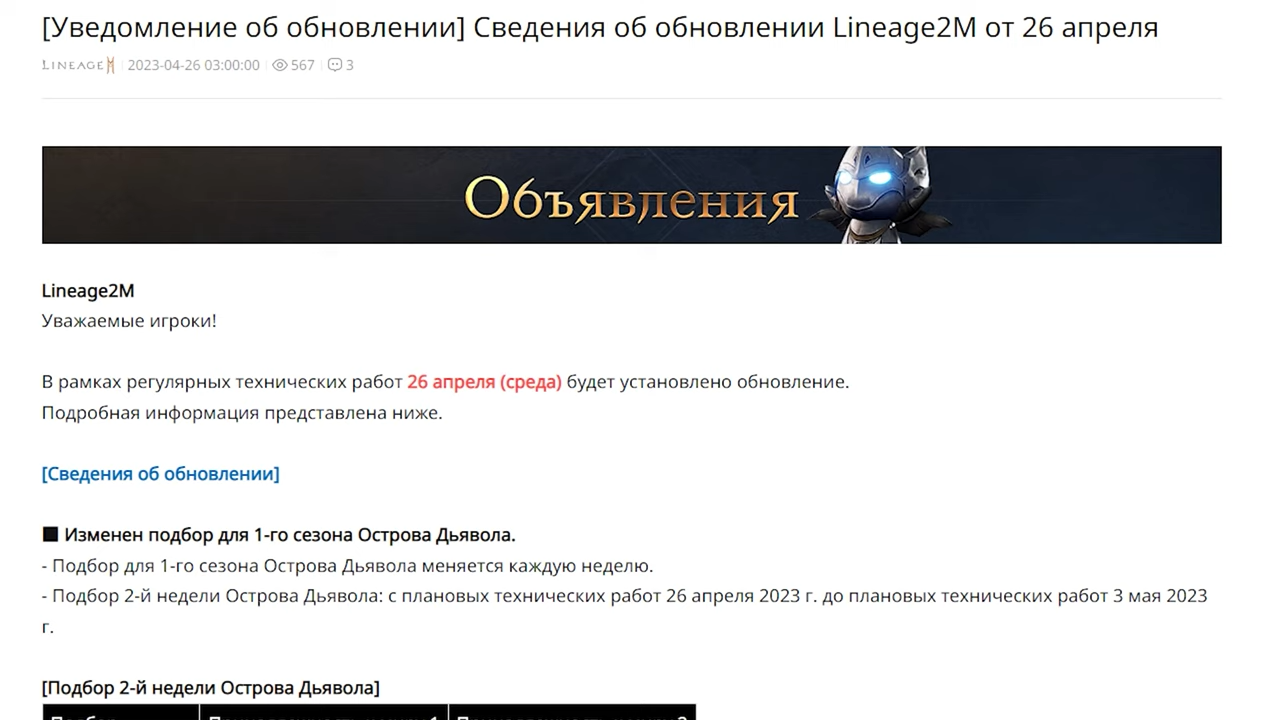 [Уведомление об обновлении] Сведения об обновлении Lineage2M от 26 апреля
LINEAGE M 2023-04-26 03:00:00 567 3
Объявления
Lineage2M
Уважаемые игроки!
В рамках регулярных технических работ 26 апреля (среда) будет установлено обновление.
Подробная информация представлена ниже.
[Сведения об обновлении]
■ Изменен подбор для 1-го сезона Острова Дьявола.
- Подбор для 1-го сезона Острова Дьявола меняется каждую неделю.
- Подбор 2-й недели Острова Дьявола: с плановых технических работ 26 апреля 2023 г. до плановых технических работ 3 мая 2023
г.
[Подбор 2-й недели Острова Дьявола]